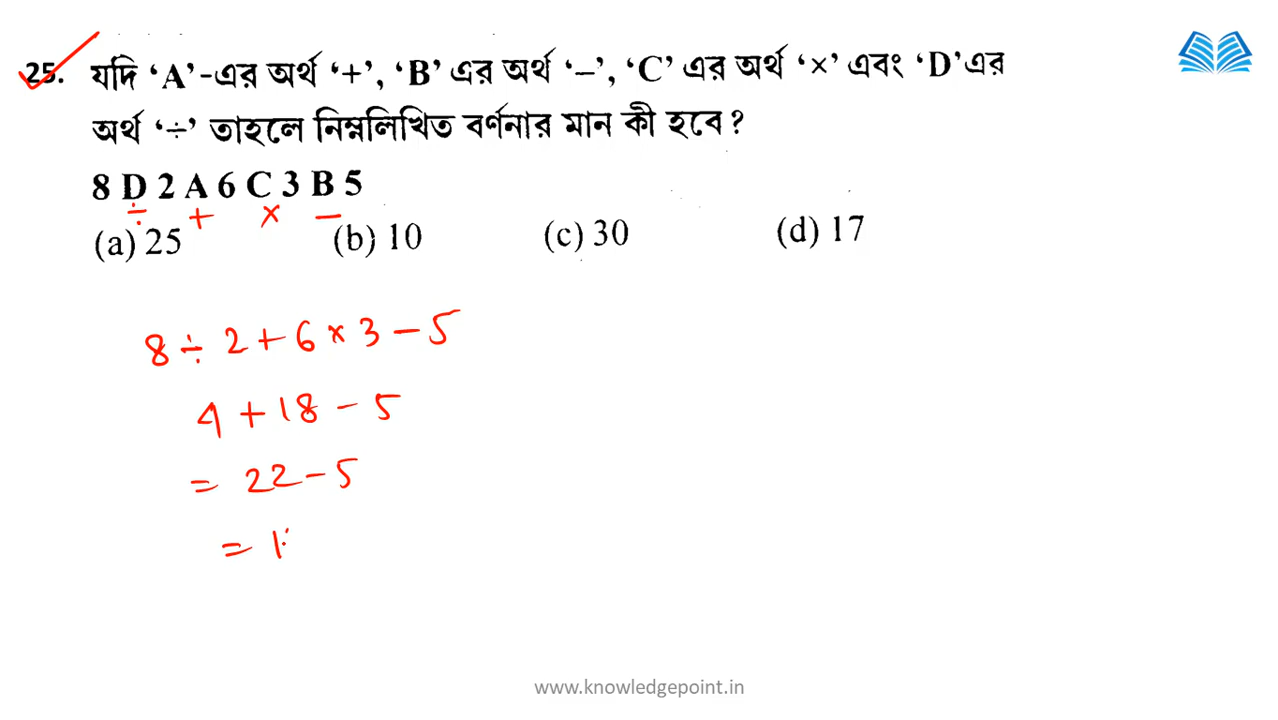 25. যদি ‘A’-এর অর্থ ‘+’, ‘B’ এর অর্থ ‘–’, ‘C’ এর অর্থ ‘×’ এবং ‘D’এর
অর্থ ‘÷’ তাহলে নিম্নলিখিত বর্ণনার মান কী হবে?
8 D 2 A 6 C 3 B 5
÷ + × –
(a) 25 (b) 10 (c) 30 (d) 17
8 ÷ 2 + 6 × 3 – 5
4 + 18 – 5
= 22 – 5
= 1
www.knowledgepoint.in